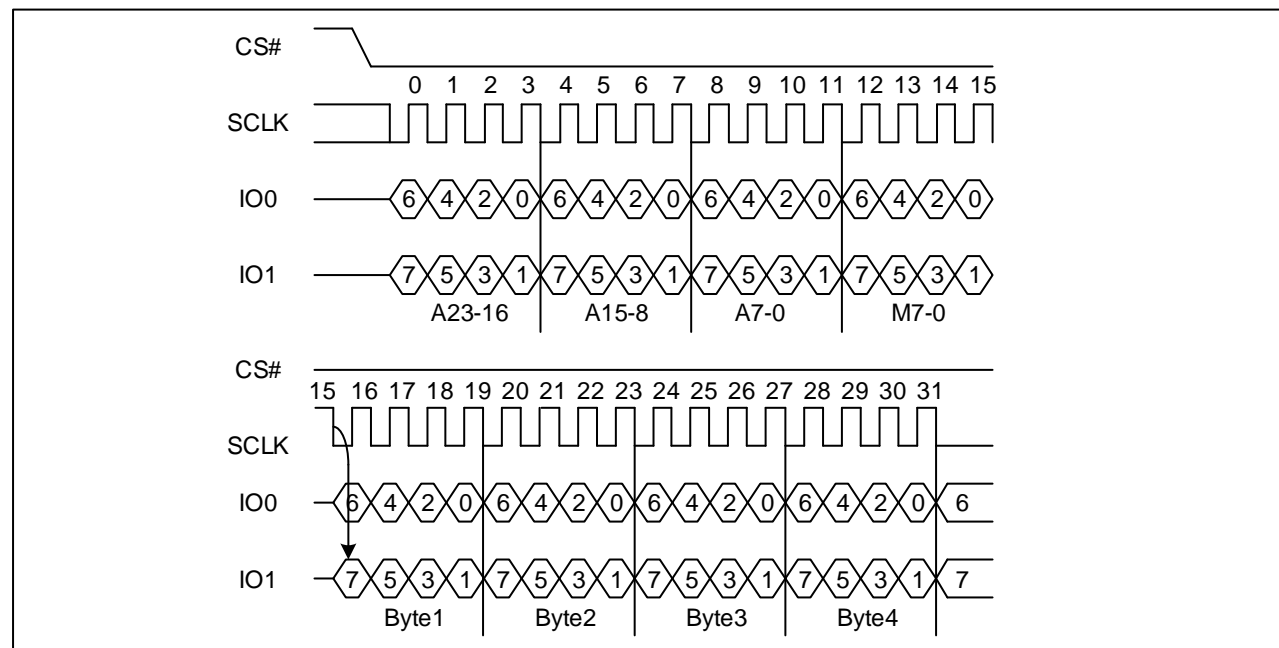 CS#
0 1 2 3 4 5 6 7 8 9 10 11 12 13 14 15
SCLK
IO0 6 4 2 0 6 4 2 0 6 4 2 0 6 4 2 0
IO1 7 5 3 1 7 5 3 1 7 5 3 1 7 5 3 1
A23-16 A15-8 A7-0 M7-0
CS#
15 16 17 18 19 20 21 22 23 24 25 26 27 28 29 30 31
SCLK
IO0 6 4 2 0 6 4 2 0 6 4 2 0 6 4 2 0 6
IO1 7 5 3 1 7 5 3 1 7 5 3 1 7 5 3 1 7
Byte1 Byte2 Byte3 Byte4